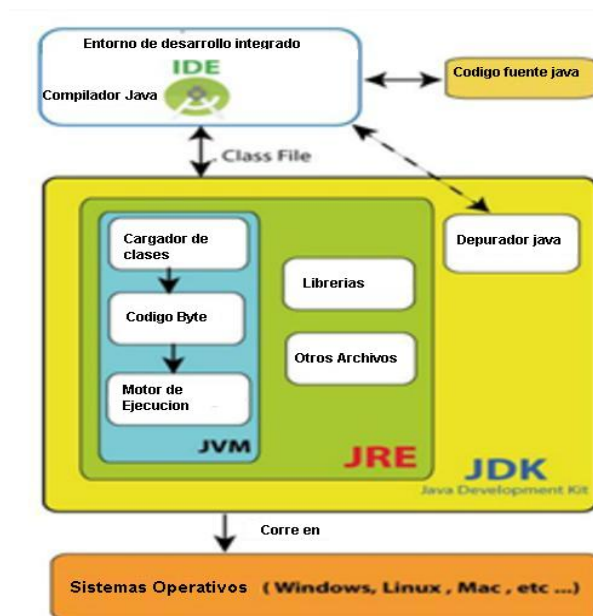 Entorno de desarrollo integrado
IDE
Compilador Java
Codigo fuente java
. Class File
Cargador de
clases
Codigo Byte
Motor de
Ejecucion
JVM
Librerias
Otros Archivos
JRE
Depurador java
JDK
Java Development Kit
Corre en
Sistemas Operativos ( Windows, Linux , Mac , etc ...)